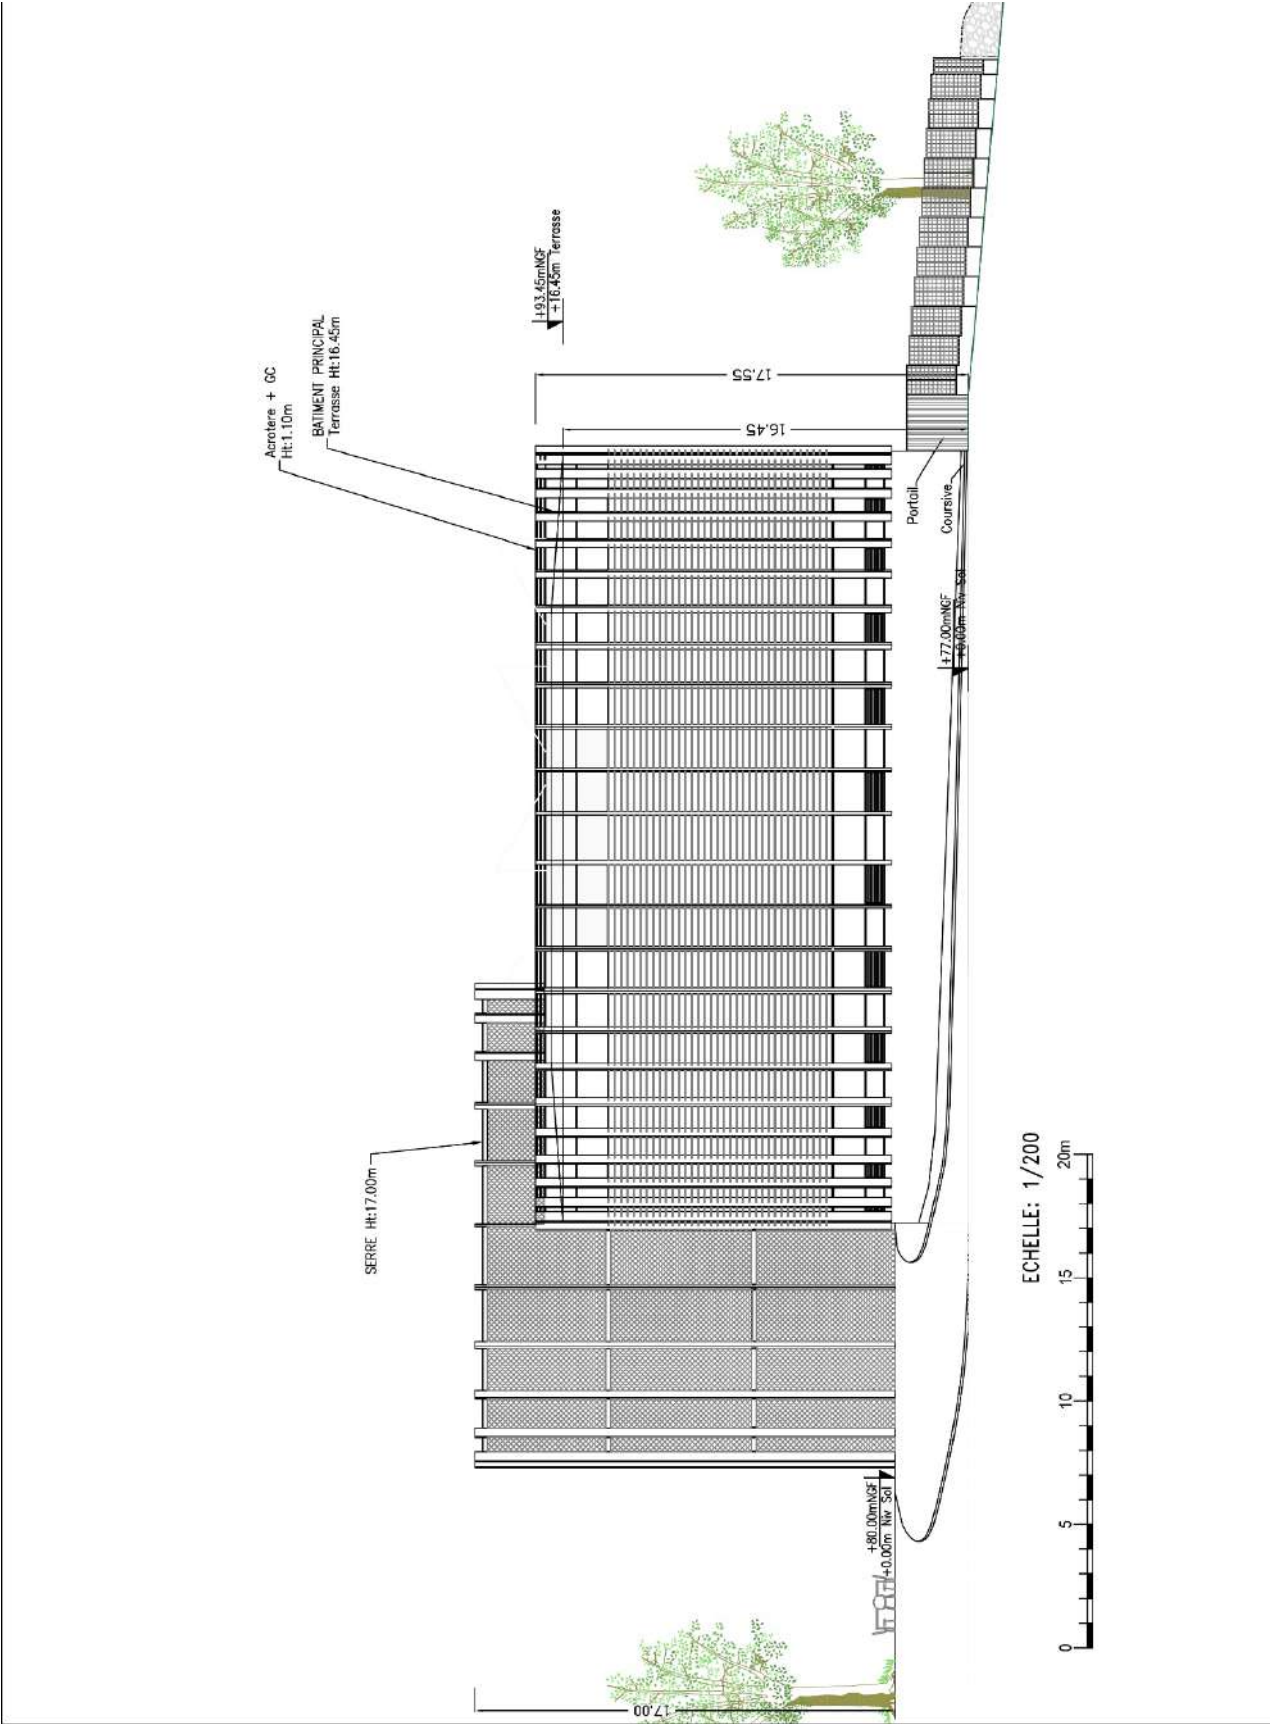 SERRE Ht:17.00m
Acrotere + GC
Ht:1.10m
BATIMENT PRINCIPAL
Terrasse Ht:16.45m
+93.45mNGF
+16.45m Terrasse
17.55
16.45
17.00
+80.00mNGF
+0.00m Niv Sol
+77.00mNGF
+0.00m Niv Sol
Portail
Coursive
ECHELLE: 1/200
0 5 10 15 20m